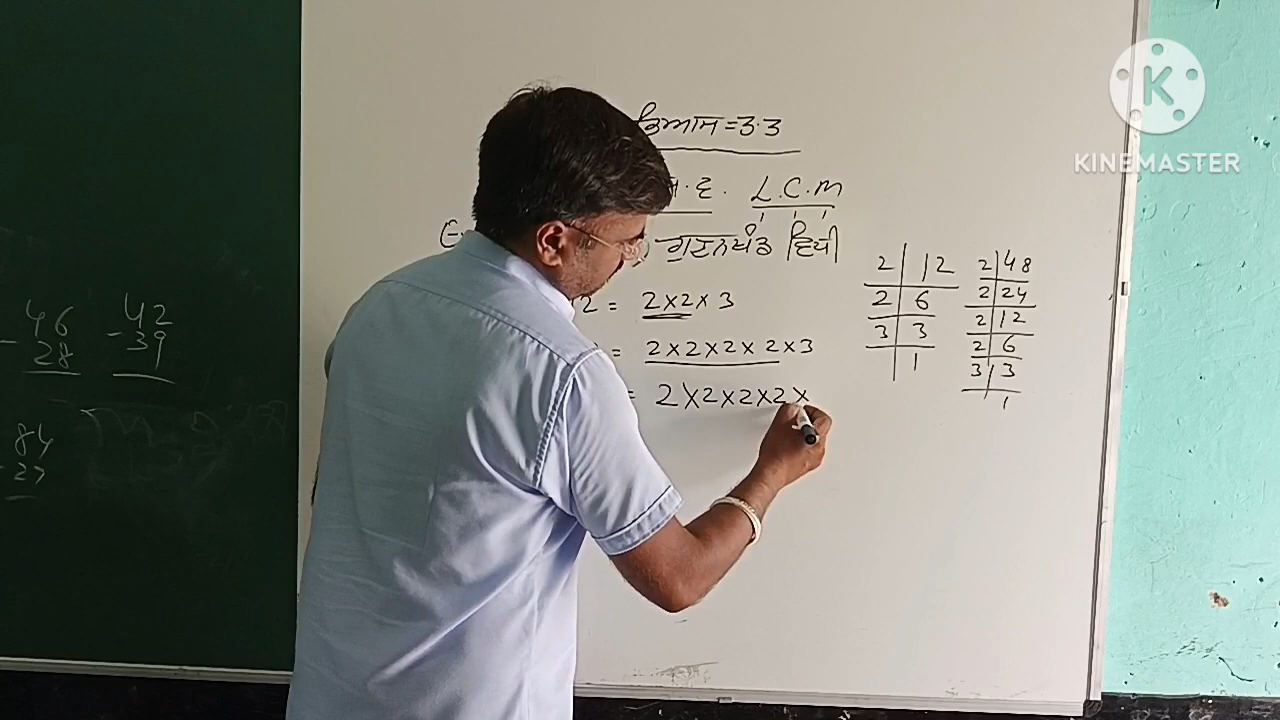 ਅਭਿਆਸ = 3.3
.ਵ. L.C.M
ਗੁਣਨਖੰਡ ਵਿਧੀ
2 = 2 × 2 × 3
= 2 × 2 × 2 × 2 × 3
= 2 × 2 × 2 × 2 ×
2 | 12
2 | 6
3 | 3
| 1
2 | 48
2 | 24
2 | 12
2 | 6
3 | 3
1
46
- 28
42
- 39
84
- 27
K
KINEMASTER